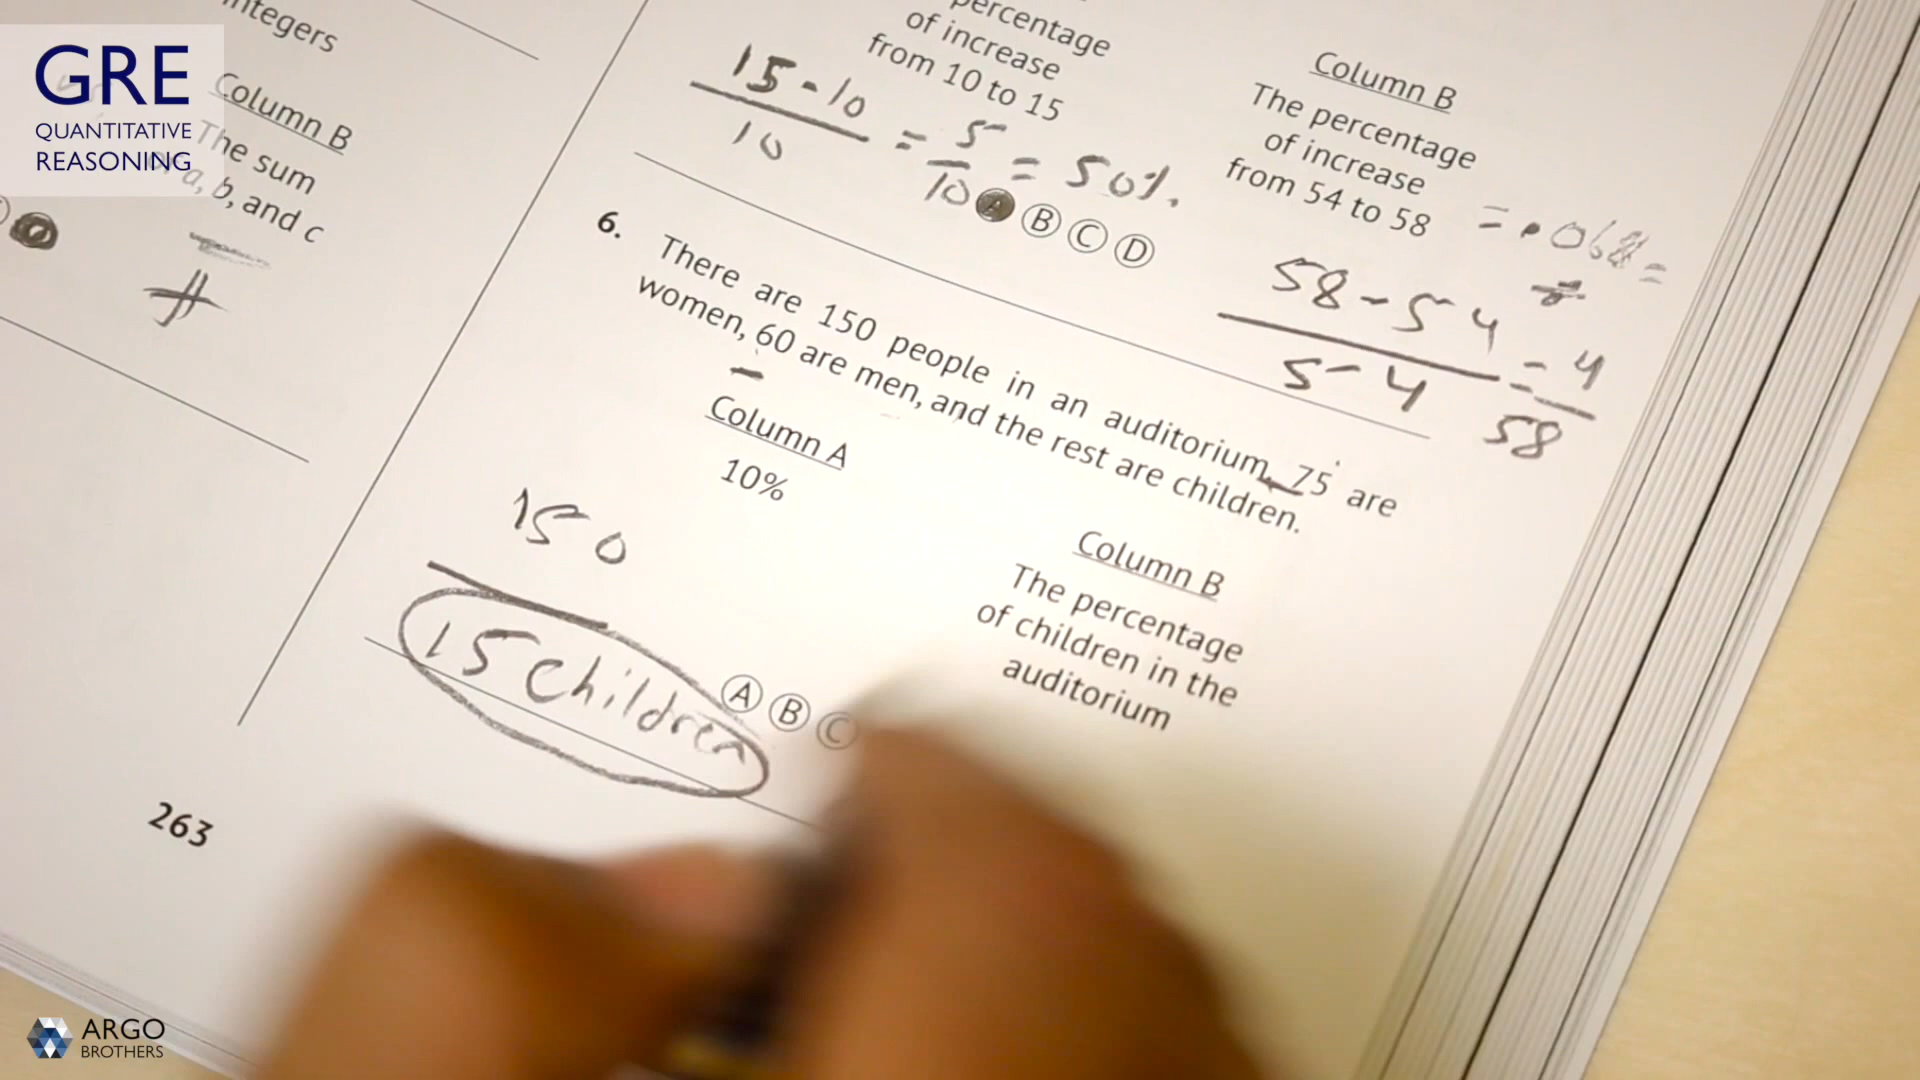 GRE
QUANTITATIVE
REASONING
Column B
The sum
a, b, and c
263
percentage
of increase
from 10 to 15
15-10
10
= 5
10
= 50%.
A B C D
Column B
The percentage
of increase
from 54 to 58
58-54
54
= 4
58
6. There are 150 people in an auditorium, 75 are
women, 60 are men, and the rest are children.
Column A
10%
150
15 Children
A B C
Column B
The percentage
of children in the
auditorium
ARGO
BROTHERS